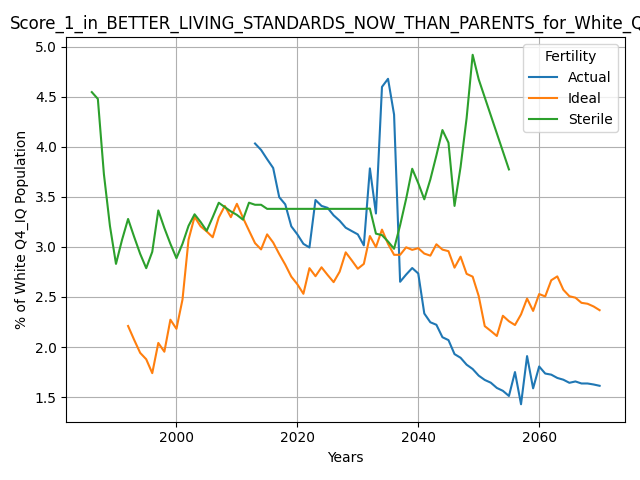 Score_1_in_BETTER_LIVING_STANDARDS_NOW_THAN_PARENTS_for_White_Q
5.0
4.5
4.0
3.5
3.0
2.5
2.0
1.5
% of White Q4_IQ Population
Fertility
Actual
Ideal
Sterile
2000
2020
2040
2060
Years